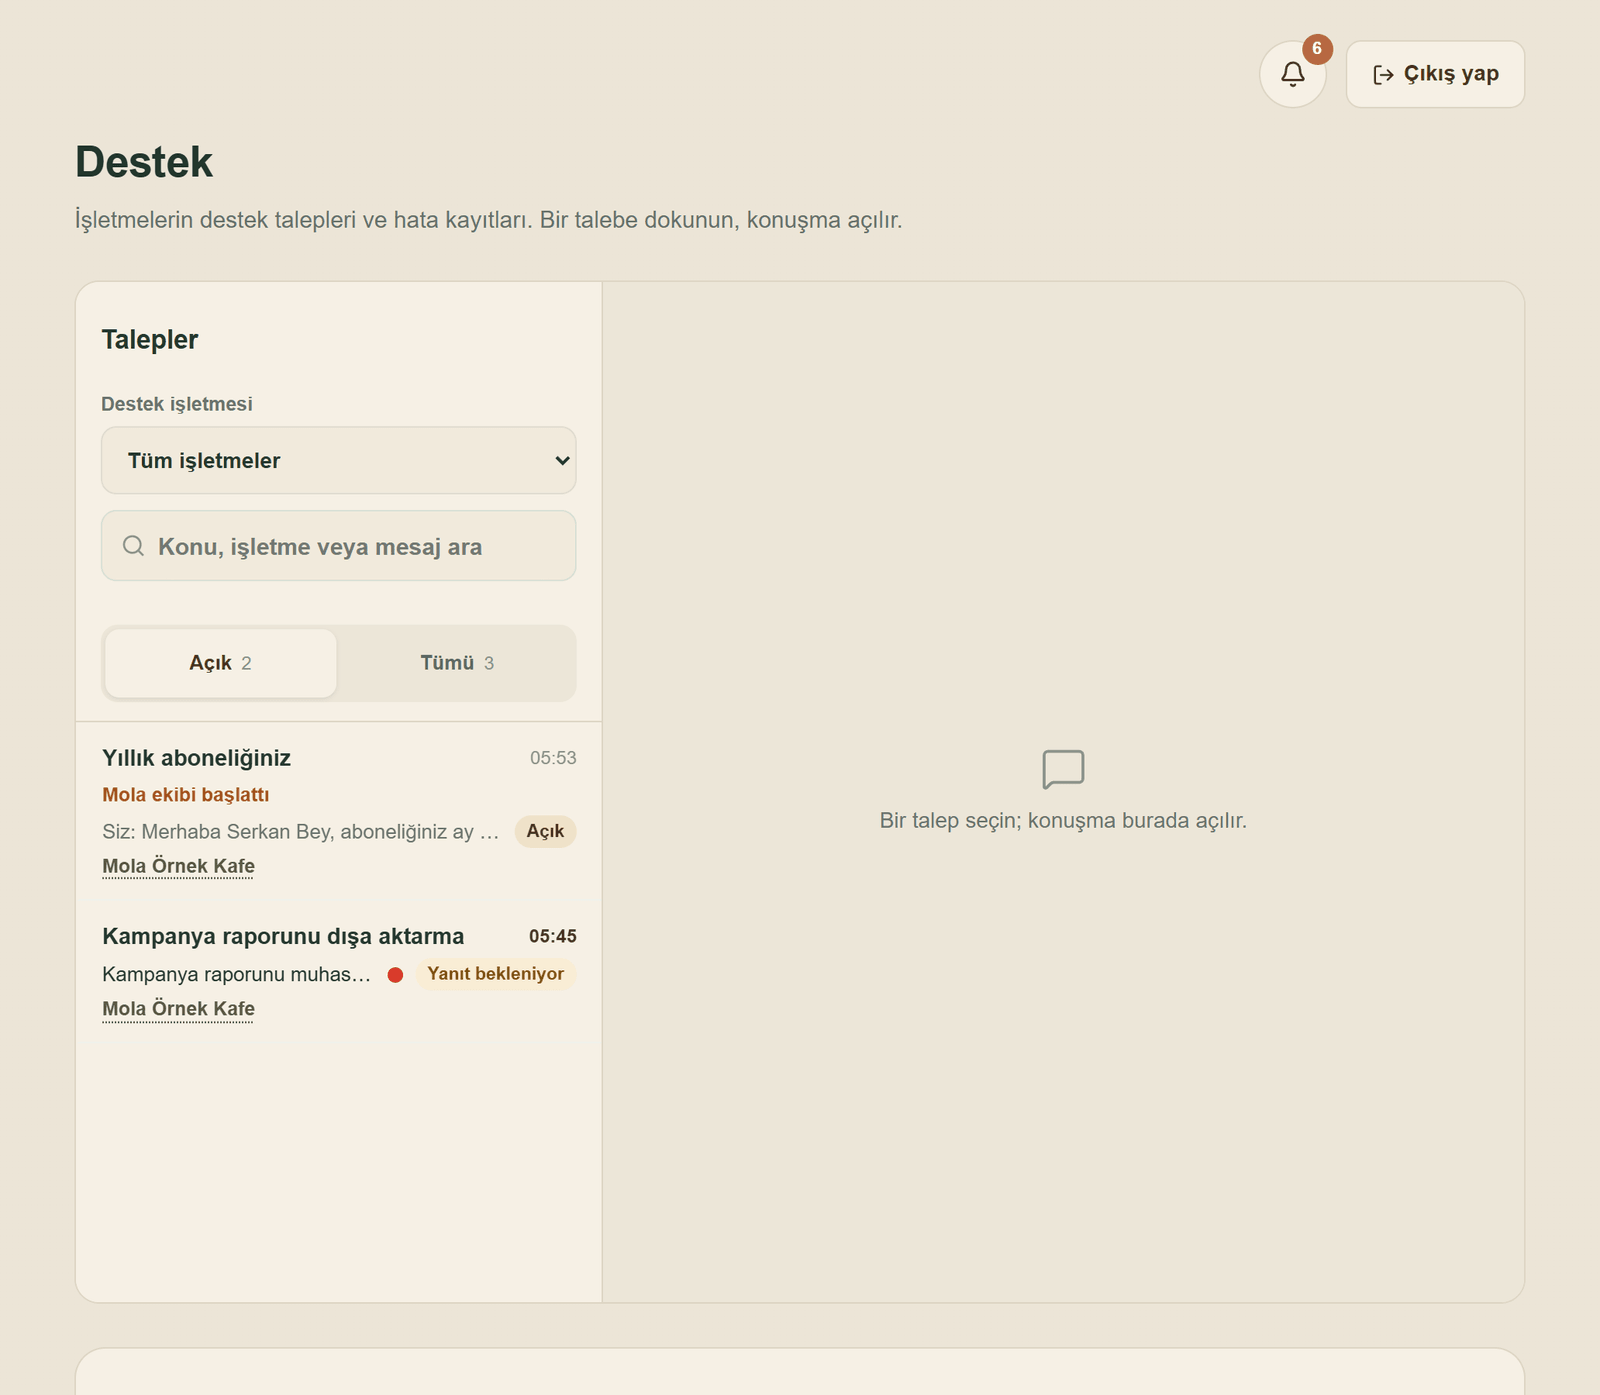 6
Çıkış yap
Destek
İşletmelerin destek talepleri ve hata kayıtları. Bir talebe dokunun, konuşma açılır.
Talepler
Destek işletmesi
Tüm işletmeler
Konu, işletme veya mesaj ara
Açık 2
Tümü 3
Yıllık aboneliğiniz 05:53
Mola ekibi başlattı
Siz: Merhaba Serkan Bey, aboneliğiniz ay … Açık
Mola Örnek Kafe
Kampanya raporunu dışa aktarma 05:45
Kampanya raporunu muhas… Yanıt bekleniyor
Mola Örnek Kafe
Bir talep seçin; konuşma burada açılır.